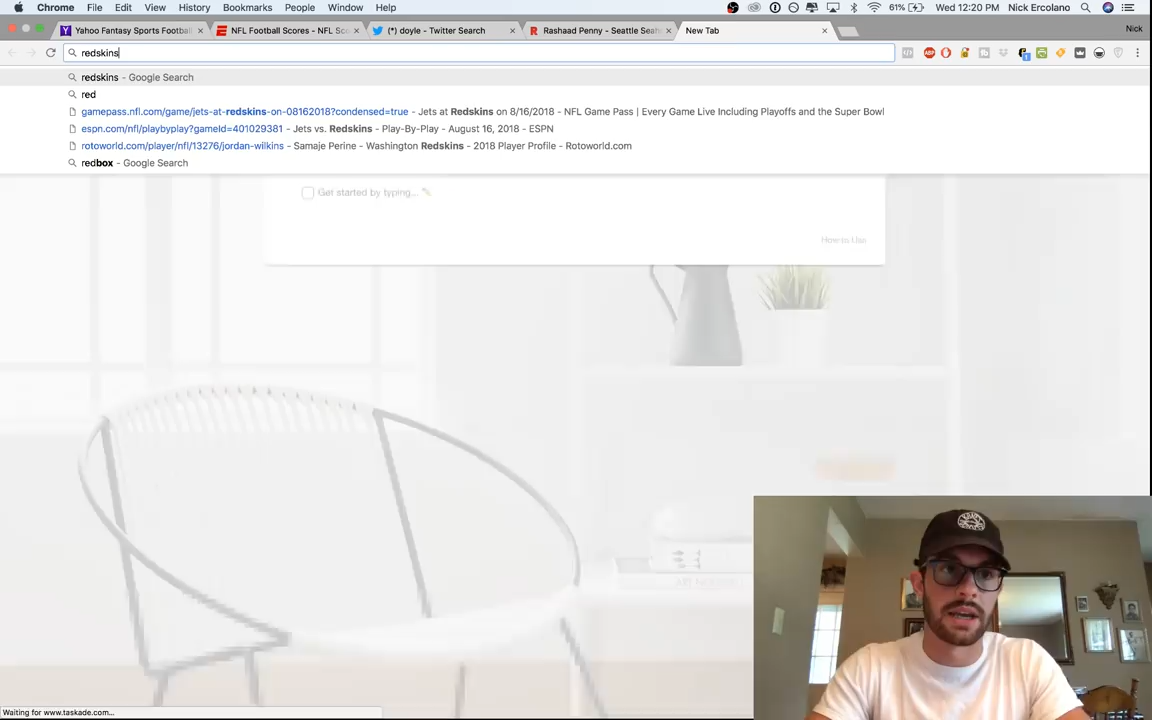 Chrome File Edit View History Bookmarks People Window Help 61% Wed 12:20 PM Nick Ercolano
Yahoo Fantasy Sports Football NFL Football Scores - NFL Sc (*) doyle - Twitter Search Rashaad Penny - Seattle Sea New Tab Nick
redskins
redskins - Google Search
red
gamepass.nfl.com/game/jets-at-redskins-on-08162018?condensed=true - Jets at Redskins on 8/16/2018 - NFL Game Pass | Every Game Live Including Playoffs and the Super Bowl
espn.com/nfl/playbyplay?gameId=401029381 - Jets vs. Redskins - Play-By-Play - August 16, 2018 - ESPN
rotoworld.com/player/nfl/13276/jordan-wilkins - Samaje Perine - Washington Redskins - 2018 Player Profile - Rotoworld.com
redbox - Google Search
Get started by typing...
How to Use
Waiting for www.taskade.com...